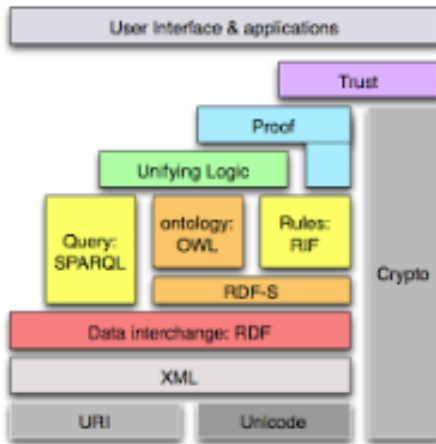 User Interface & applications
Trust
Proof
Unifying Logic
Query:
SPARQL
ontology:
OWL
Rules:
RIF
Crypto
RDF-S
Data interchange: RDF
XML
URI
Unicode